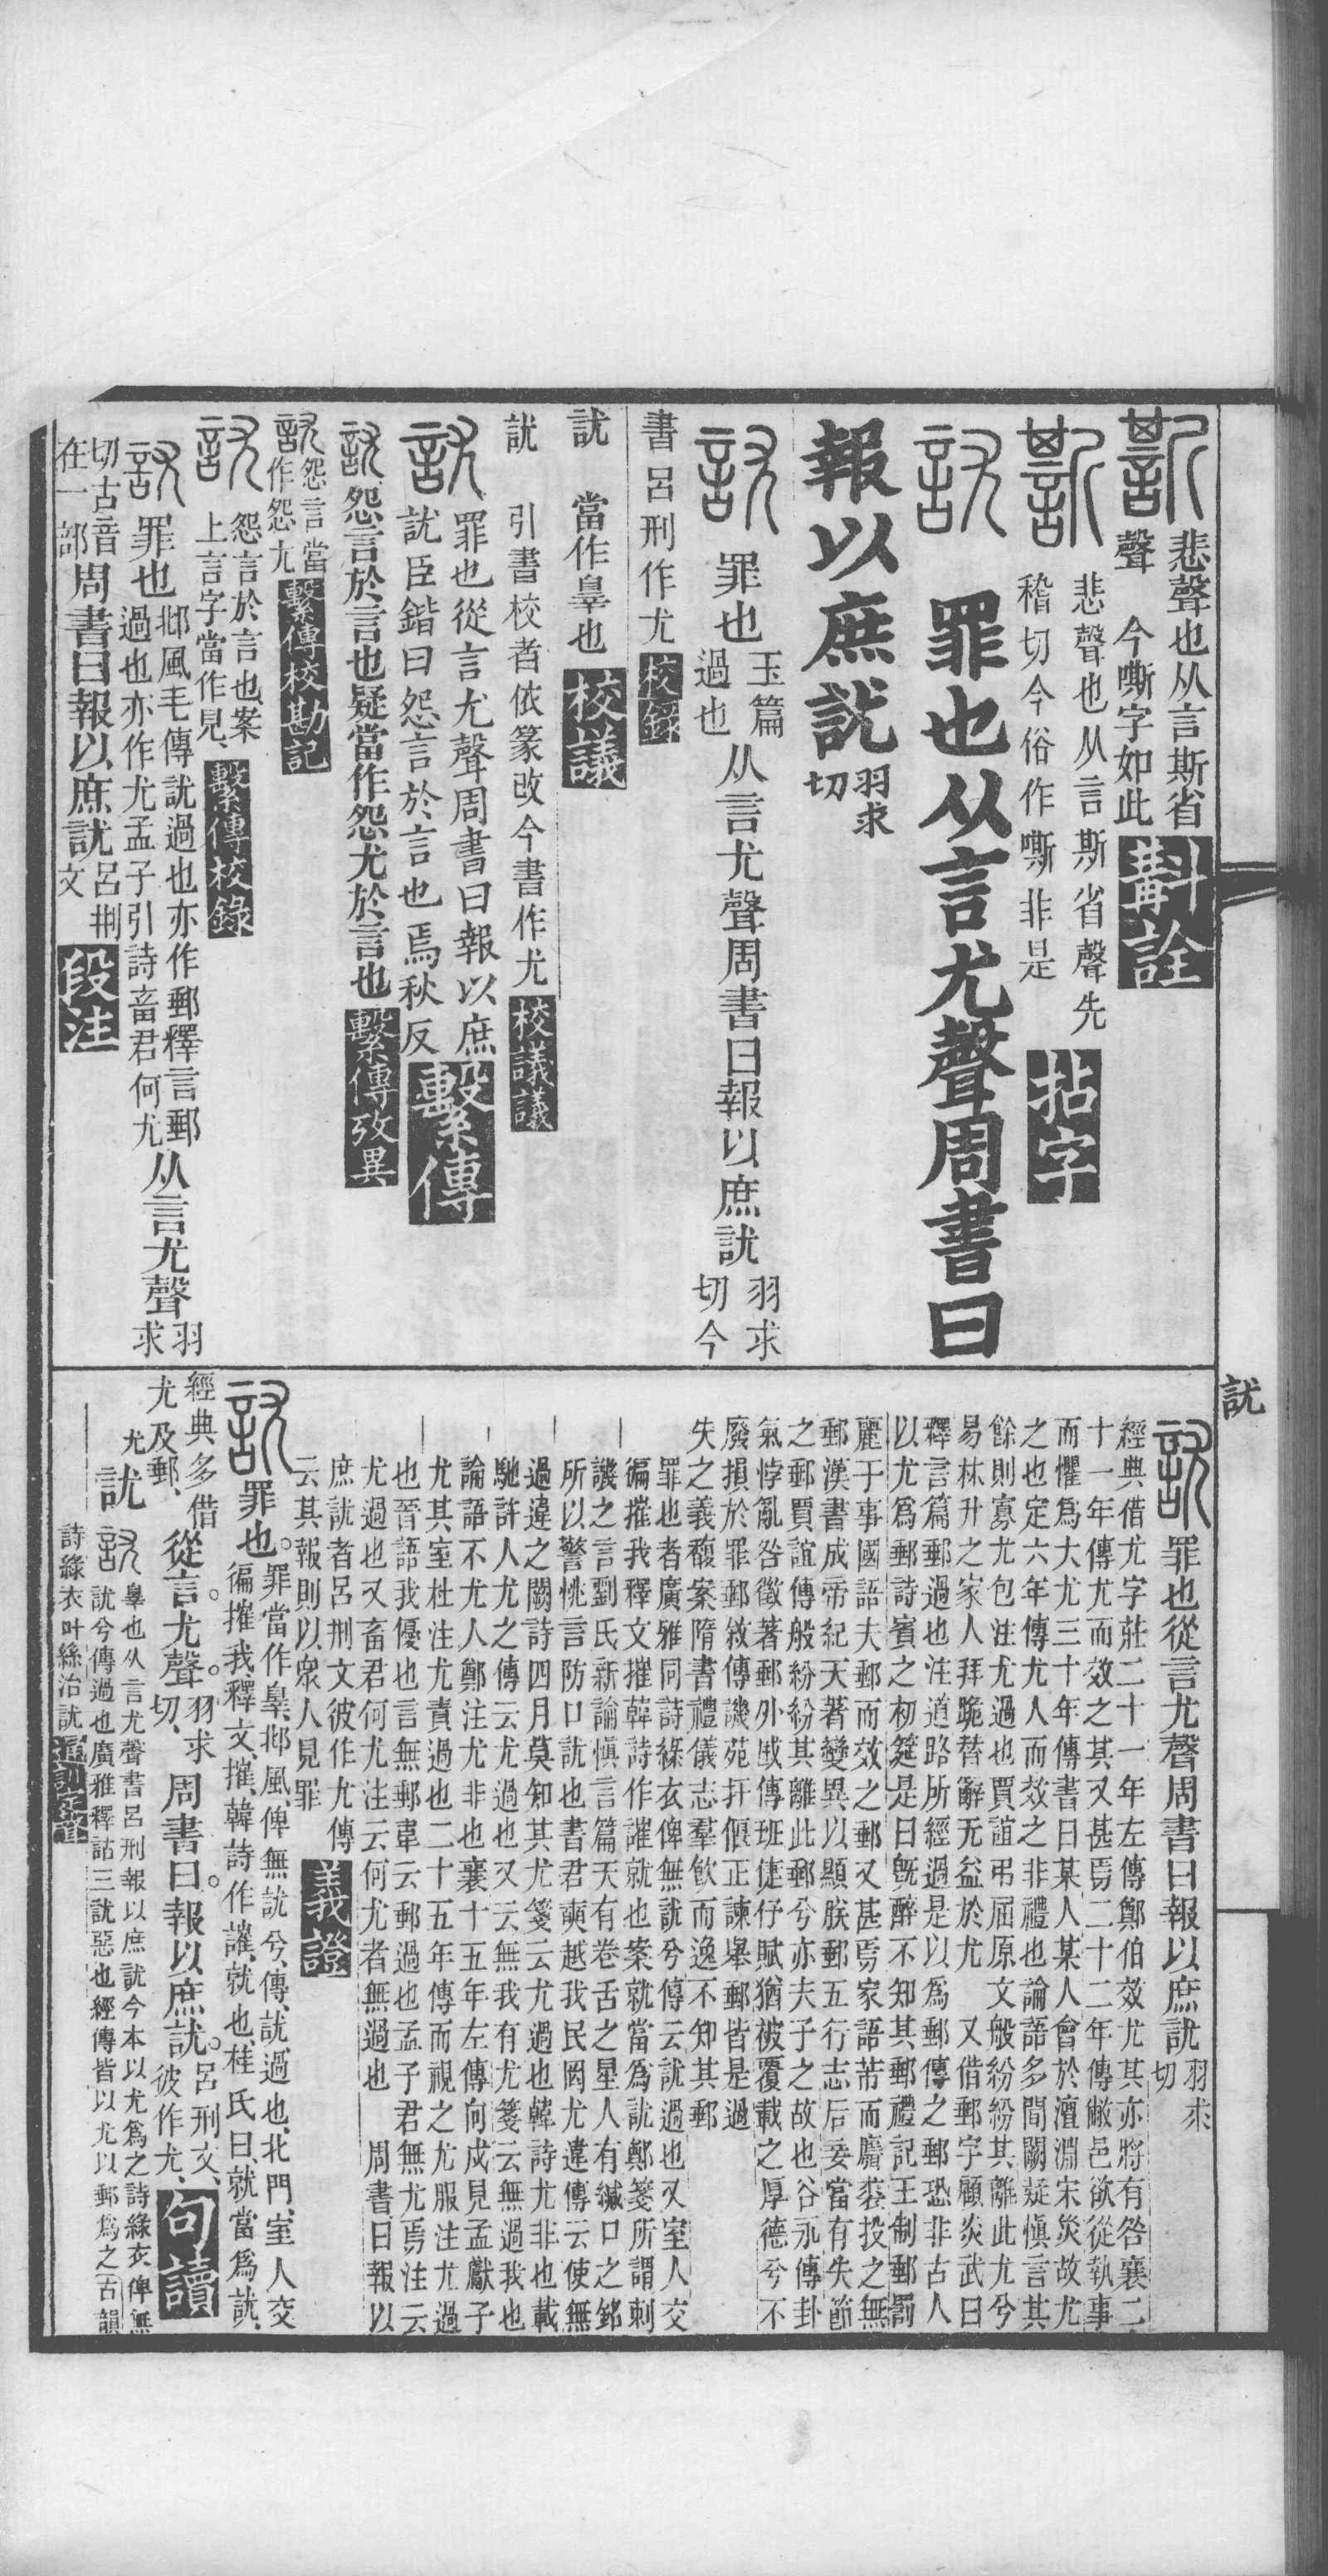 悲聲也从言斯省
聲 今嘶字如此 斠詮
悲聲也从言斯省聲先
稽切今俗作嘶非是 拈字
罪也从言尤聲周書曰
報以庶訧 羽求切
罪也 玉篇過也 从言尤聲周書曰報以庶訧 羽求切今
書呂刑作尤 校錄
訧 當作辠也 校議
訧 引書校者依篆改今書作尤 校議議
罪也從言尤聲周書曰報以庶
訧臣鍇曰怨言於言也焉秋反 繫傳
訧 怨言於言也疑當作怨尤於言也 繫傳攷異
訧 怨言當作怨尤 繫傳校勘記
訧 怨言於言也案
上言字當作見 繫傳校錄
訧 罪也 邶風毛傳訧過也亦作郵釋言郵過也亦作尤孟子引詩畜君何尤 从言尤聲 羽求
切古音在一部 周書曰報以庶訧 呂荆文 段注
訧
訧 罪也從言尤聲周書曰報以庶訧 羽求切
經典借尤字莊二十一年左傳鄭伯效尤其亦將有咎襄二
十一年傳尤而效之其又甚焉二十二年傳敝邑欲從執事
而懼爲大尤三十年傳書曰某人某人會於澶淵宋災故尤
之也定六年傳尤人而效之非禮也論語多聞闕疑慎言其
餘則寡尤包注尤過也賈誼弔屈原文般紛紛其離此尤兮
易林升之家人拜跪替辭无益於尤 又借郵字顧炎武曰
釋言篇郵過也注道路所經過是以爲郵傳之郵恐非古人
以尤爲郵詩賓之初筵是曰旣醉不知其郵禮記王制郵罰
麗于事國語夫郵而效之郵又甚焉家語芾而麛裘投之無
郵漢書成帝紀天著變異以顯朕郵五行志后妾當有失節
之郵賈誼傳般紛紛其離此郵兮亦夫子之故也谷永傳卦
氣悖亂咎徵著郵外戚傳班倢伃賦猶被覆載之厚德兮不
廢損於罪郵敘傳譏苑扞偃正諫舉郵皆是過
失之義馥案隋書禮儀志羣飮而逸不知其郵
罪也者廣雅同詩綠衣俾無訧兮傳云訧過也又室人交
徧摧我釋文摧韓詩作讙就也案就當爲訧鄭箋所謂刺
譏之言劉氏新論愼言篇天有卷舌之星人有緘口之銘
所以警恌言防口訧也書君奭越我民罔尤違傳云使無
過違之闕詩四月莫知其尤箋云尤過也韓詩尤非也載
馳許人尤之傳云尤過也又云無我有尤箋云無過我也
論語不尤人鄭注尤非也襄十五年左傳向戌見孟獻子
尤其室杜注尤責過也二十五年傳而視之尤服注尤過
也晉語我優也言無郵韋云郵過也孟子君無尤焉注云
尤過也又畜君何尤注云何尤者無過也 周書曰報以
庶訧者呂荆文彼作尤傳
云其報則以眾人見罪 義證
訧 罪也 罪當作辠邶風俾無訧兮傳訧過也北門室人交徧摧我釋文摧韓詩作讙就也桂氏曰就當爲訧
經典多借尤及郵 從言尤聲 羽求切 周書曰報以庶訧 呂刑文彼作尤 句讀
尤 訧 辠也从言尤聲書呂刑報以庶訧今本以尤爲之詩綠衣俾無
訧兮傳過也廣雅釋詁三訧惡也經傳皆以尤以郵爲之 古韻
詩綠衣叶絲治訧 通訓定聲